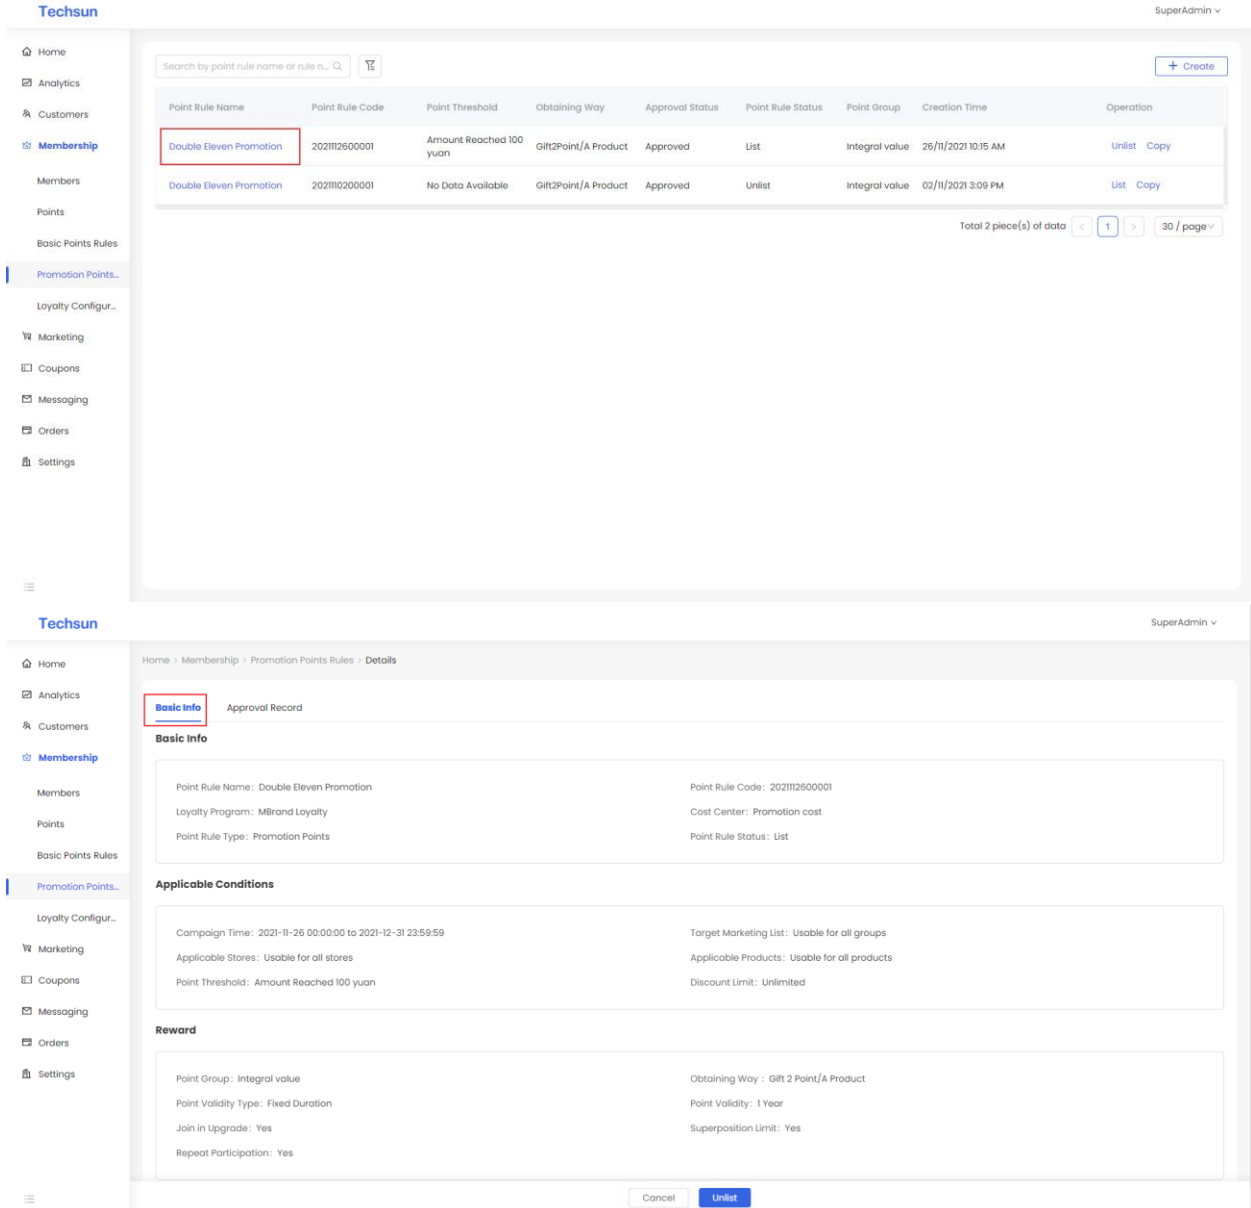 Techsun
SuperAdmin
Home
Analytics
Customers
Membership
Members
Points
Basic Points Rules
Promotion Points...
Loyalty Configur...
Marketing
Coupons
Messaging
Orders
Settings
Search by point rule name or rule n...
+ Create
Point Rule Name Point Rule Code Point Threshold Obtaining Way Approval Status Point Rule Status Point Group Creation Time Operation
Double Eleven Promotion 2021112600001 Amount Reached 100 yuan Gift2Point/A Product Approved List Integral value 26/11/2021 10:15 AM Unlist Copy
Double Eleven Promotion 2021110200001 No Data Available Gift2Point/A Product Approved Unlist Integral value 02/11/2021 3:09 PM List Copy
Total 2 piece(s) of data < 1 > 30 / page
Techsun
SuperAdmin
Home
Analytics
Customers
Membership
Members
Points
Basic Points Rules
Promotion Points...
Loyalty Configur...
Marketing
Coupons
Messaging
Orders
Settings
Home > Membership > Promotion Points Rules > Details
Basic Info Approval Record
Basic Info
Point Rule Name: Double Eleven Promotion Point Rule Code: 2021112600001
Loyalty Program: MBrand Loyalty Cost Center: Promotion cost
Point Rule Type: Promotion Points Point Rule Status: List
Applicable Conditions
Campaign Time: 2021-11-26 00:00:00 to 2021-12-31 23:59:59 Target Marketing List: Usable for all groups
Applicable Stores: Usable for all stores Applicable Products: Usable for all products
Point Threshold: Amount Reached 100 yuan Discount Limit: Unlimited
Reward
Point Group: Integral value Obtaining Way : Gift 2 Point/A Product
Point Validity Type: Fixed Duration Point Validity: 1 Year
Join in Upgrade: Yes Superposition Limit: Yes
Repeat Participation: Yes
Cancel Unlist